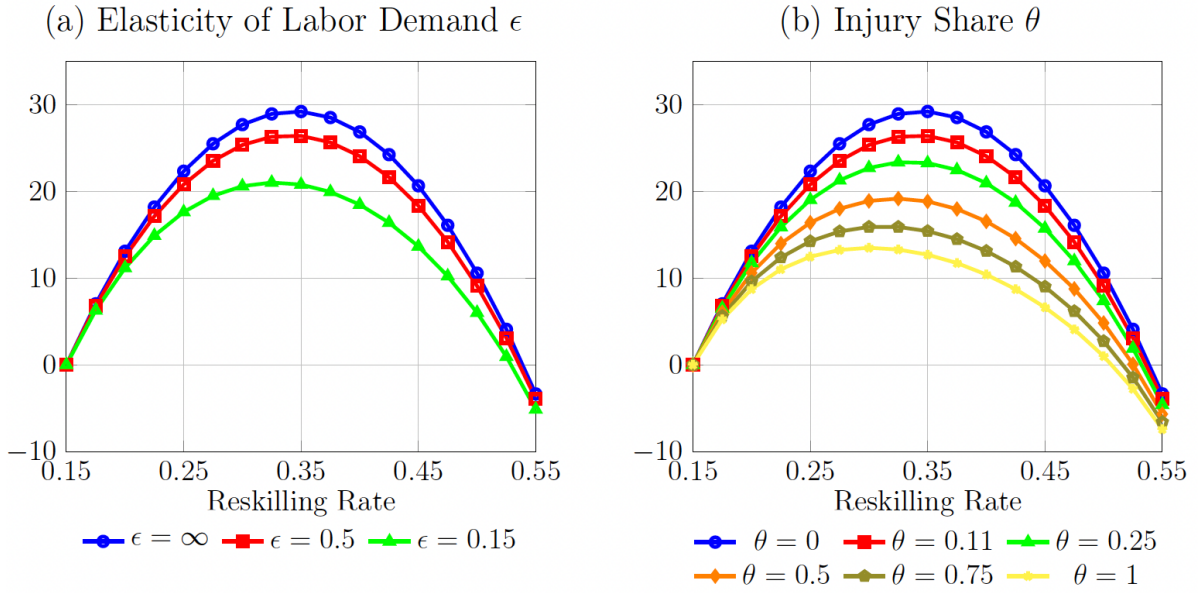 (a) Elasticity of Labor Demand ϵ
30
20
10
0
−10
0.15 0.25 0.35 0.45 0.55
Reskilling Rate
ϵ = ∞ ϵ = 0.5 ϵ = 0.15
(b) Injury Share θ
30
20
10
0
−10
0.15 0.25 0.35 0.45 0.55
Reskilling Rate
θ = 0 θ = 0.11 θ = 0.25
θ = 0.5 θ = 0.75 θ = 1